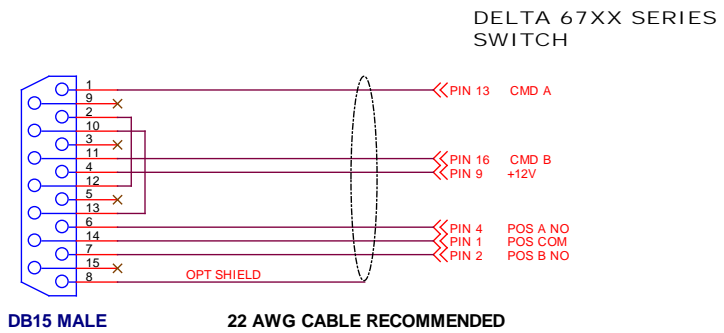 DELTA 67XX SERIES
SWITCH
1
PIN 13 CMD A
9
2
10
3
11
PIN 16 CMD B
4
PIN 9 +12V
12
5
13
6
PIN 4 POS A NO
14
PIN 1 POS COM
7
PIN 2 POS B NO
15
8
OPT SHIELD
DB15 MALE
22 AWG CABLE RECOMMENDED